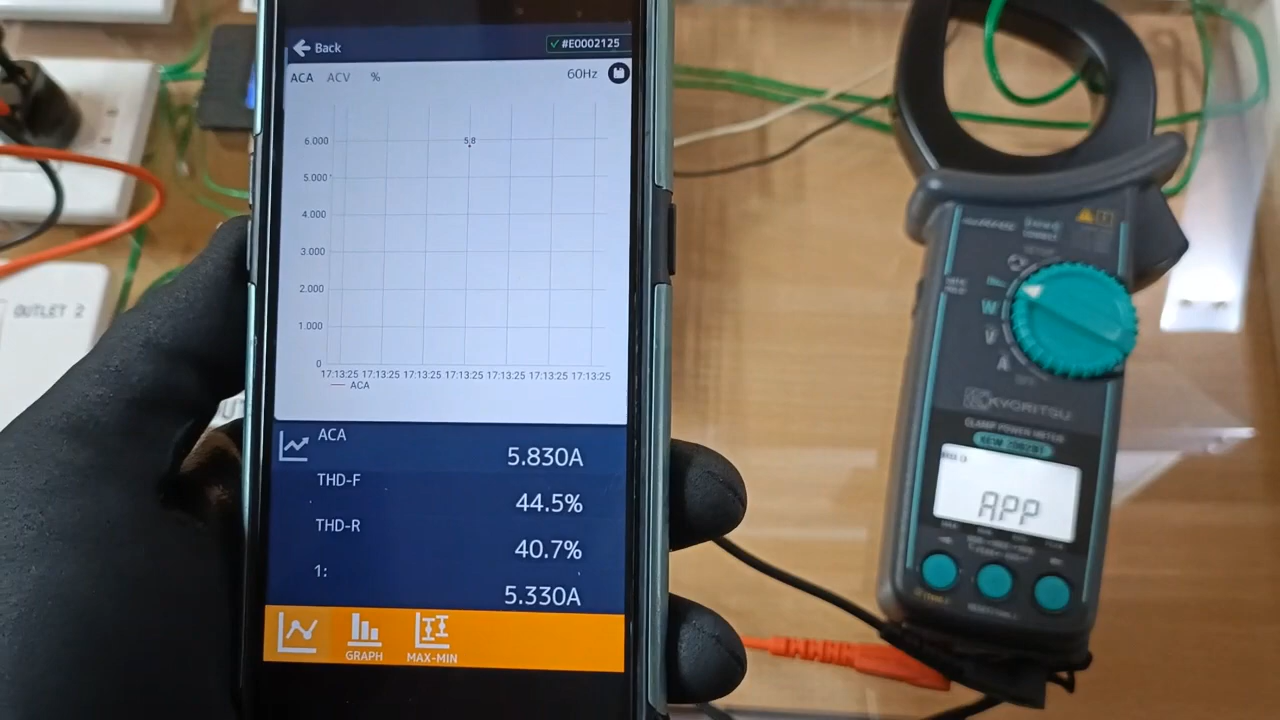 Back
✓ #E0002125
ACA ACV %
60Hz
5.8
6.000
5.000
4.000
3.000
2.000
1.000
0
17:13:25 17:13:25 17:13:25 17:13:25 17:13:25 17:13:25 17:13:25
ACA
ACA
5.830A
THD-F
44.5%
THD-R
40.7%
1:
5.330A
GRAPH
MAX-MIN
OUTLET 2
W
V
A
KYORITSU
CLAMP POWER METER
APP